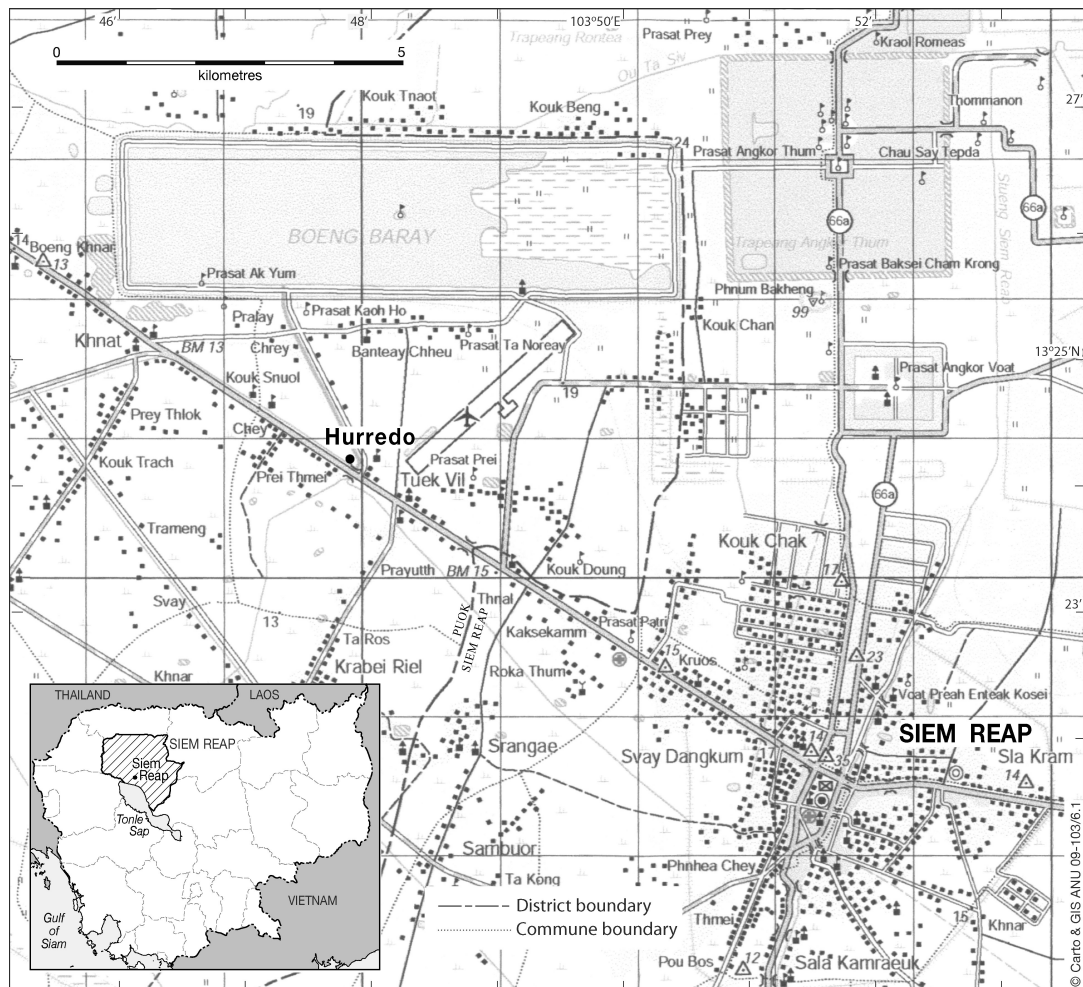 46'
48'
103°50'E
52'
0
5
kilometres
Trapeang Rontea
Prasat Prey
Kraol Romeas
Ou Ta Siv
Kouk Tnaot
19
Kouk Beng
Thommanon
27'
24
Prasat Angkor Thum
Chau Say Tepda
66a
66a
Stueng Siem Reap
BOENG BARAY
Trapeang Angkor Thum
14
Boeng Khnar
13
Prasat Ak Yum
Prasat Baksei Cham Krong
Phnum Bakheng
99
Pralay
Prasat Kaoh Ho
Kouk Chan
Khnat
BM 13
Chrey
Banteay Chheu
Prasat Ta Noreay
13°25'N
Prasat Angkor Voat
Kouk Snuol
19
Prey Thlok
Chey
Hurredo
Kouk Trach
Prei Thmei
Prasat Prei
Tuek Vil
66a
Trameng
Kouk Chak
Prayutth
BM 15
Kouk Doung
17
Svay
Thnal
23'
13
PUOK
SIEM REAP
Kaksekamm
Prasat Patri
Ta Ros
15
Kruos
23
Krabei Riel
Roka Thum
Khnar
Vcat Preah Enteak Kosei
THAILAND
LAOS
SIEM REAP
SIEM REAP
Siem
Reap
Srangae
Svay Dangkum
17
14
35
Sla Kram
14
Tonle
Sap
Sambuor
VIETNAM
Ta Kong
Phnhea Chey
Gulf
of
Siam
District boundary
Commune boundary
Thmei
15
Khnar
Pou Bos
12
Sala Kamraeuk
© Carto & GIS ANU 09-103/6.1